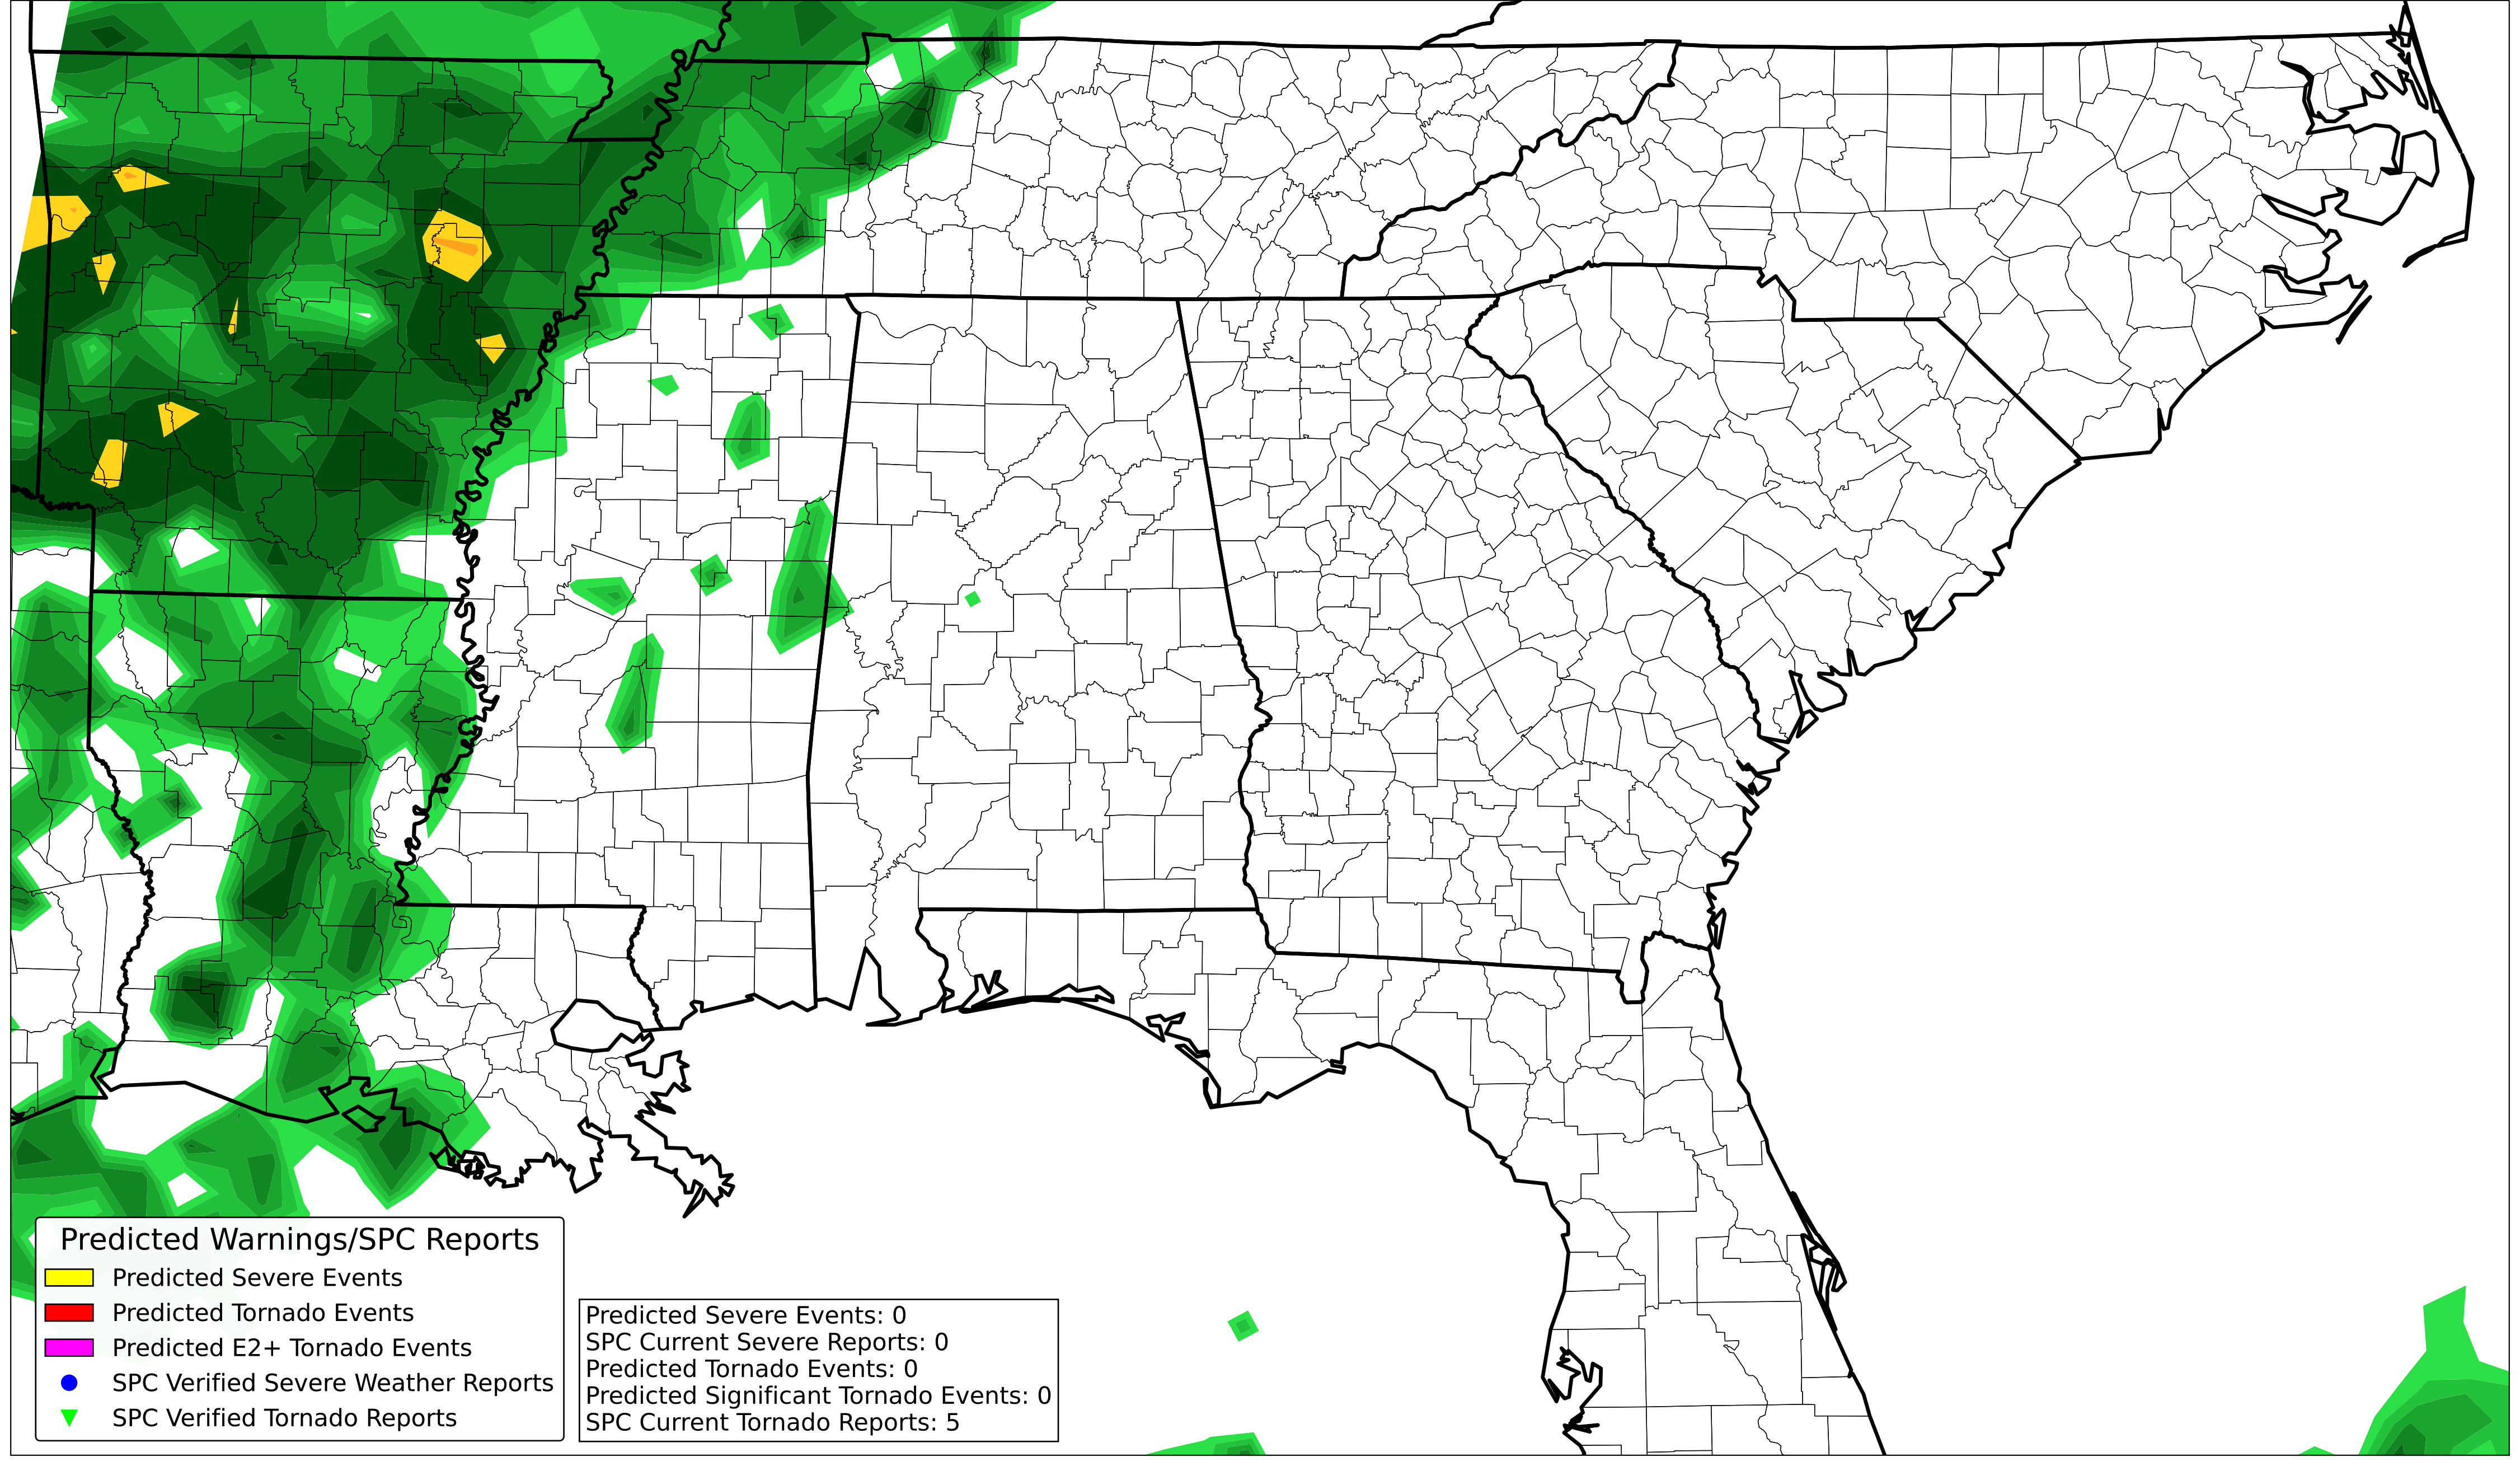 Predicted Warnings/SPC Reports
Predicted Severe Events
Predicted Tornado Events
Predicted E2+ Tornado Events
SPC Verified Severe Weather Reports
SPC Verified Tornado Reports
Predicted Severe Events: 0
SPC Current Severe Reports: 0
Predicted Tornado Events: 0
Predicted Significant Tornado Events: 0
SPC Current Tornado Reports: 5